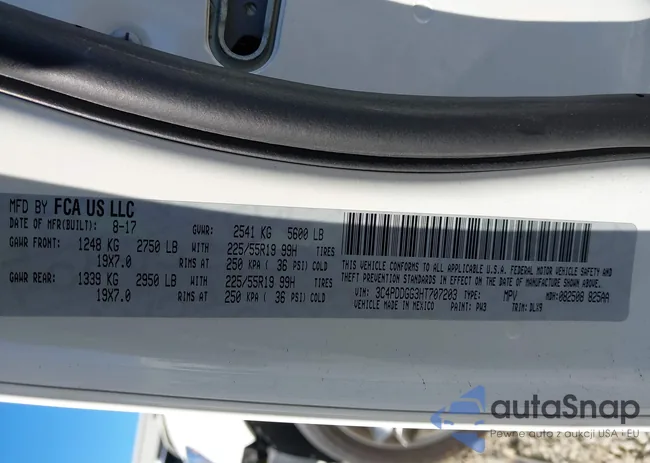 MFD BY FCA US LLC
DATE OF MFR(BUILT): 8-17 GVWR: 2541 KG 5600 LB
GAWR FRONT: 1248 KG 2750 LB WITH 225/55R19 99H TIRES
19X7.0 RIMS AT 250 KPA ( 36 PSI) COLD
GAWR REAR: 1339 KG 2950 LB WITH 225/55R19 99H TIRES
19X7.0 RIMS AT 250 KPA ( 36 PSI) COLD
THIS VEHICLE CONFORMS TO ALL APPLICABLE U.S.A. FEDERAL MOTOR VEHICLE SAFETY AND
THEFT PREVENTION STANDARDS IN EFFECT ON THE DATE OF MANUFACTURE SHOWN ABOVE.
VIN: 3C4PDDGG3HT707203 TYPE: MPV MDH: 082508 825AA
VEHICLE MADE IN MEXICO PAINT: PW3 TRIM: DLX9
autaSnap
Pewne auto z aukcji USA i EU